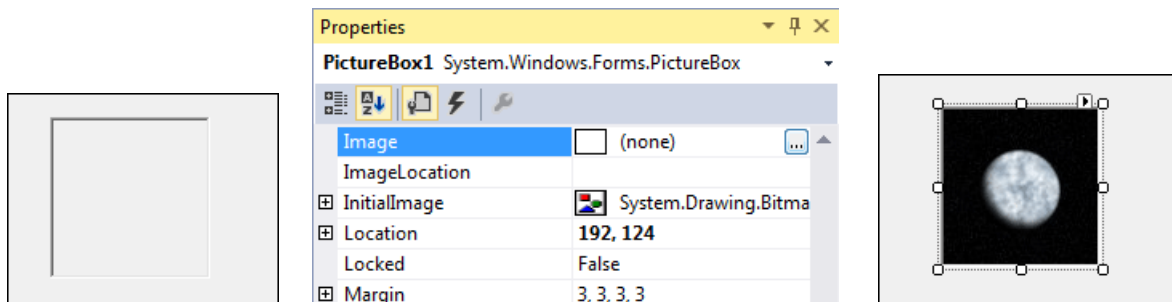 Properties
PictureBox1 System.Windows.Forms.PictureBox
Image (none) ...
ImageLocation
InitialImage System.Drawing.Bitma
Location 192, 124
Locked False
Margin 3, 3, 3, 3